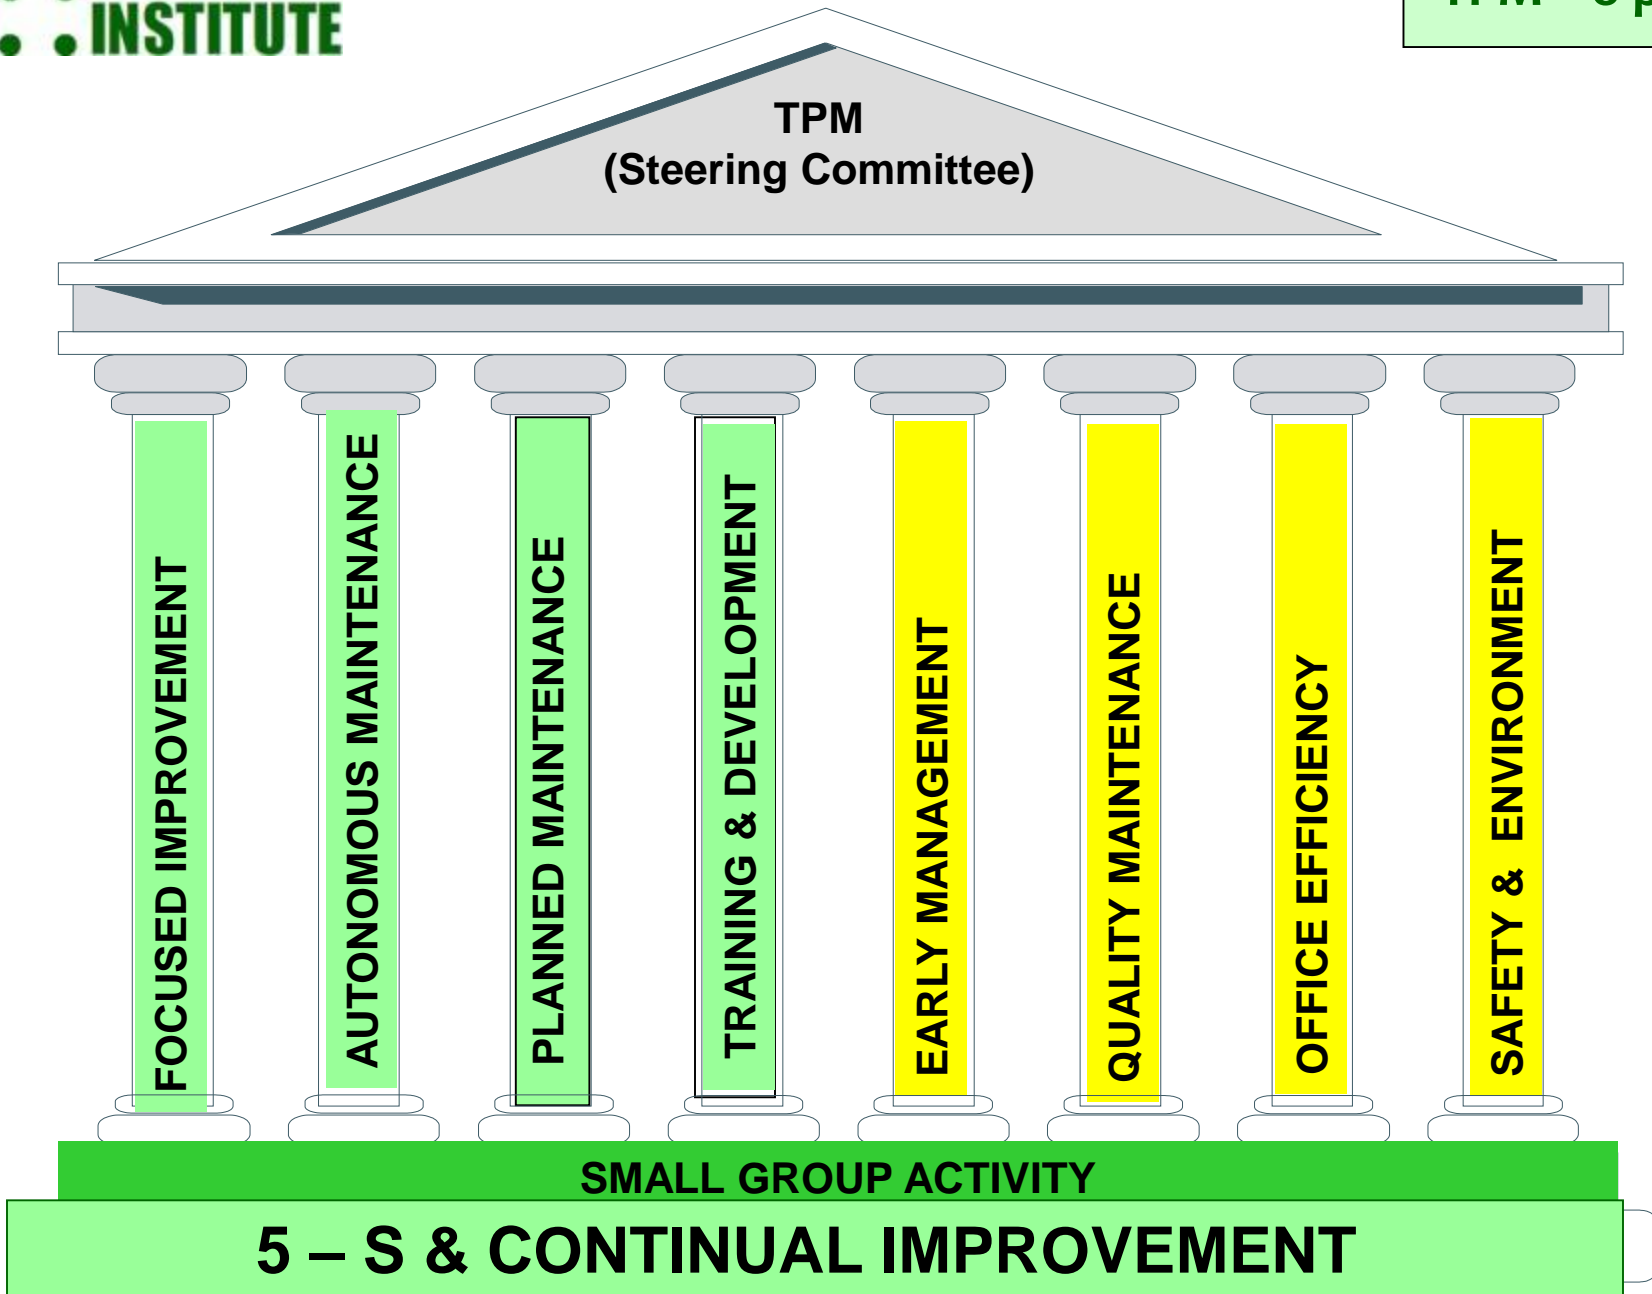 INSTITUTE
TPM
(Steering Committee)
FOCUSED IMPROVEMENT
AUTONOMOUS MAINTENANCE
PLANNED MAINTENANCE
TRAINING & DEVELOPMENT
EARLY MANAGEMENT
QUALITY MAINTENANCE
OFFICE EFFICIENCY
SAFETY & ENVIRONMENT
SMALL GROUP ACTIVITY
5 – S & CONTINUAL IMPROVEMENT